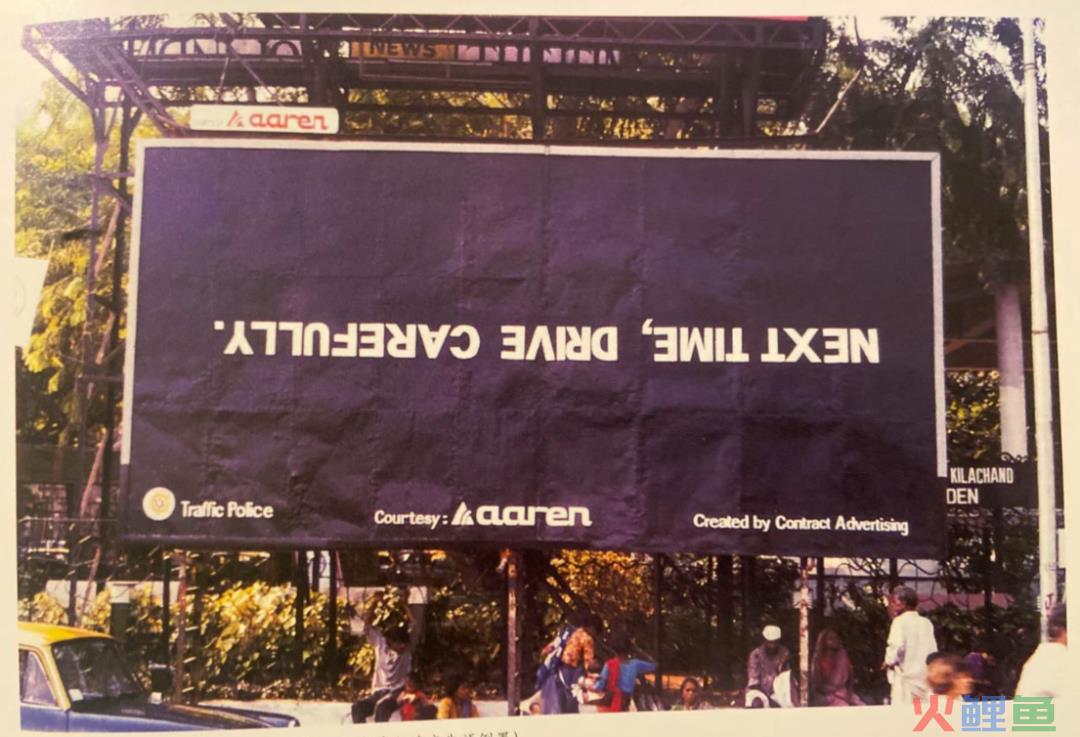 NEWS
aaren
NEXT TIME, DRIVE CAREFULLY.
Traffic Police
Courtesy: aaren
Created by Contract Advertising
KILACHAND
DEN
火鲤鱼